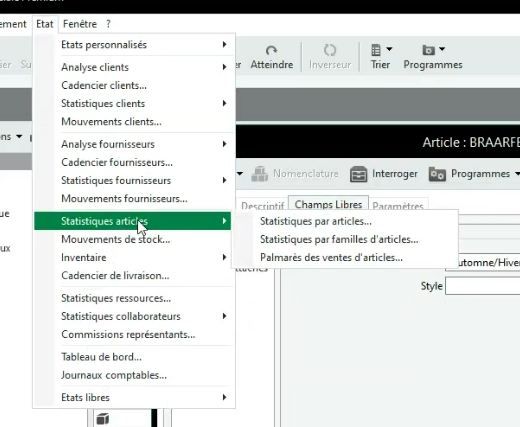 Etat Fenêtre ?
Etats personnalisés
Analyse clients
Cadencier clients...
Statistiques clients
Mouvements clients...
Analyse fournisseurs
Cadencier fournisseurs...
Statistiques fournisseurs
Mouvements fournisseurs...
Statistiques articles
Mouvements de stock...
Inventaire
Cadencier de livraison...
Statistiques ressources...
Statistiques collaborateurs
Commissions représentants...
Tableau de bord...
Journaux comptables...
Etats libres
Statistiques par articles...
Statistiques par familles d'articles...
Palmarès des ventes d'articles...
Atteindre
Inverseur
Trier
Programmes
Article : BRAARFE
Nomenclature
Interroger
Programmes
Descriptif
Champs Libres
Paramètres
utomne/Hiver
Style